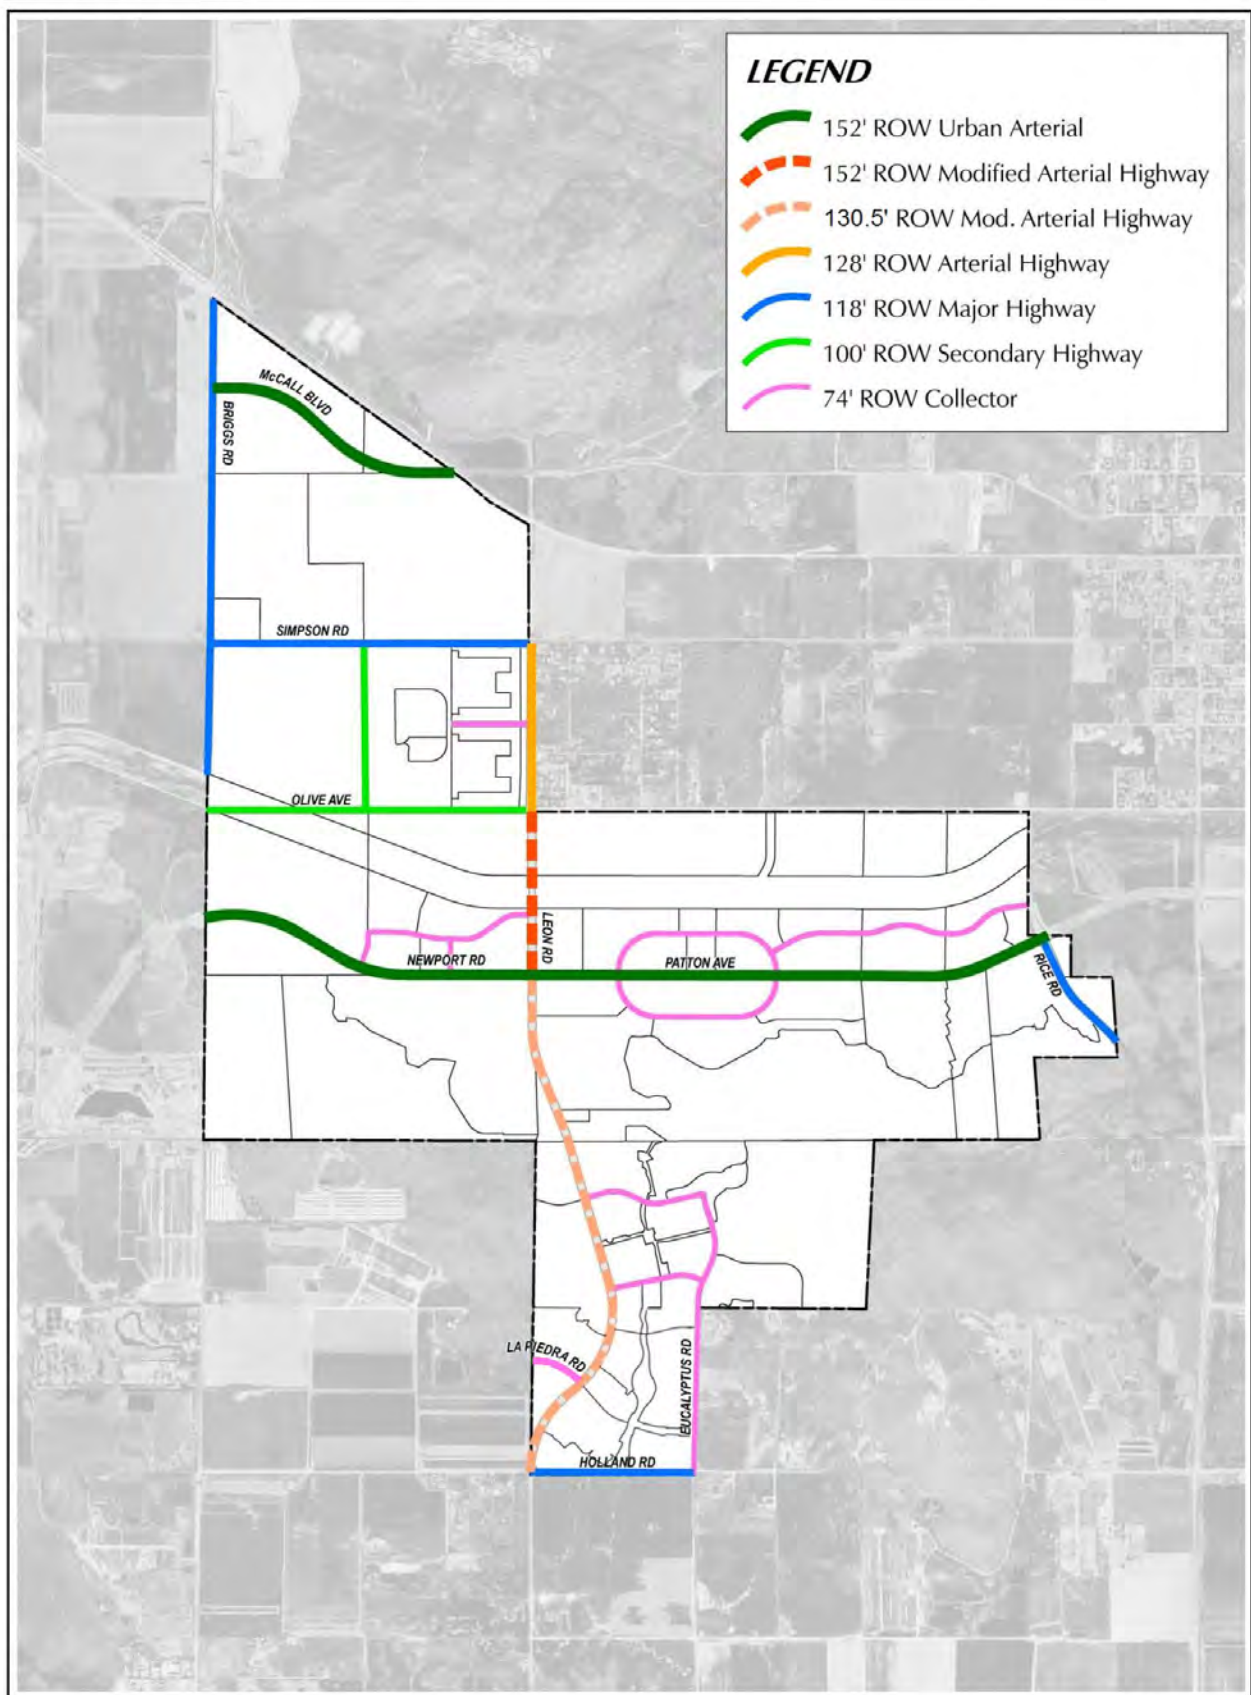 LEGEND
152' ROW Urban Arterial
152' ROW Modified Arterial Highway
130.5' ROW Mod. Arterial Highway
128' ROW Arterial Highway
118' ROW Major Highway
100' ROW Secondary Highway
74' ROW Collector
McCALL BLVD
BRIGGS RD
SIMPSON RD
OLIVE AVE
LEON RD
NEWPORT RD
PATTON AVE
RICE RD
LA PIEDRA RD
EUCALYPTUS RD
HOLLAND RD